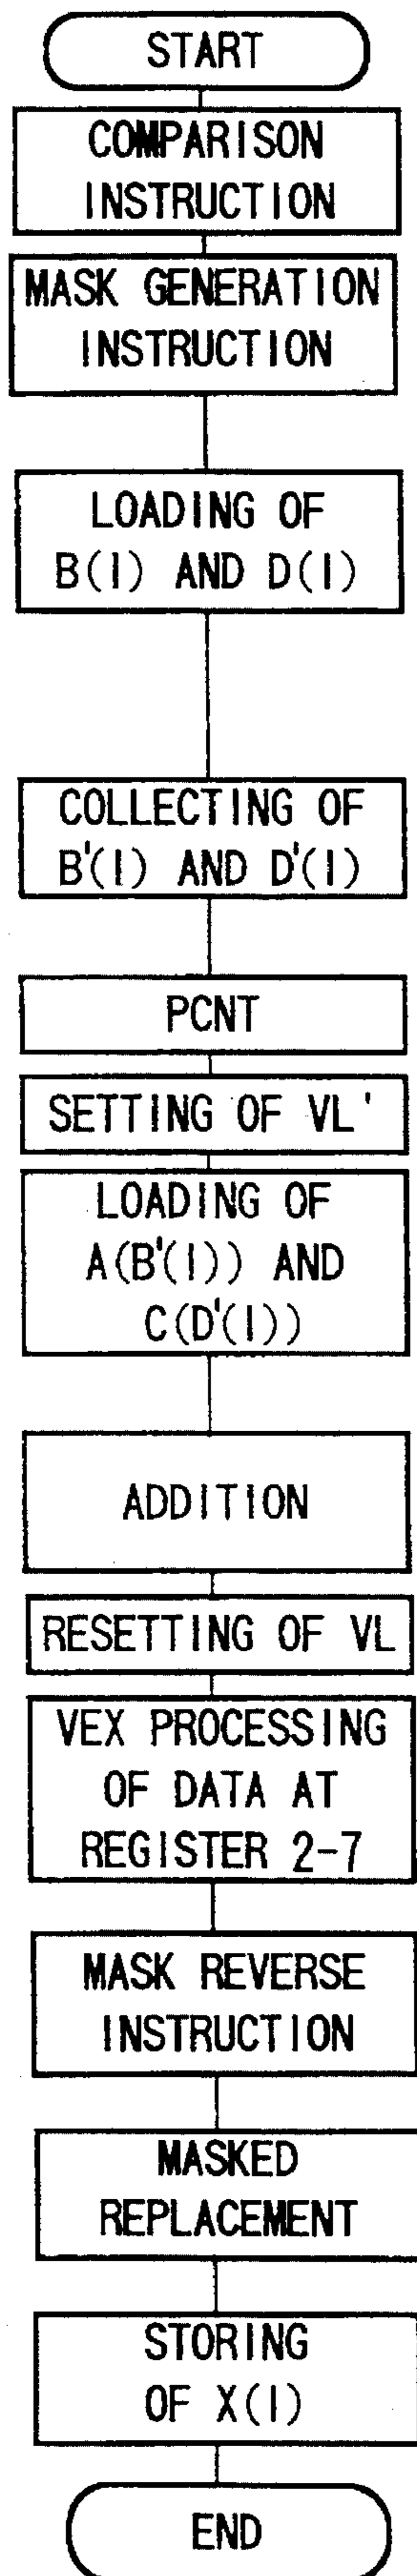 START
COMPARISON
INSTRUCTION
MASK GENERATION
INSTRUCTION
LOADING OF
B(I) AND D(I)
COLLECTING OF
B'(I) AND D'(I)
PCNT
SETTING OF VL'
LOADING OF
A(B'(I)) AND
C(D'(I))
ADDITION
RESETTING OF VL
VEX PROCESSING
OF DATA AT
REGISTER 2-7
MASK REVERSE
INSTRUCTION
MASKED
REPLACEMENT
STORING
OF X(I)
END